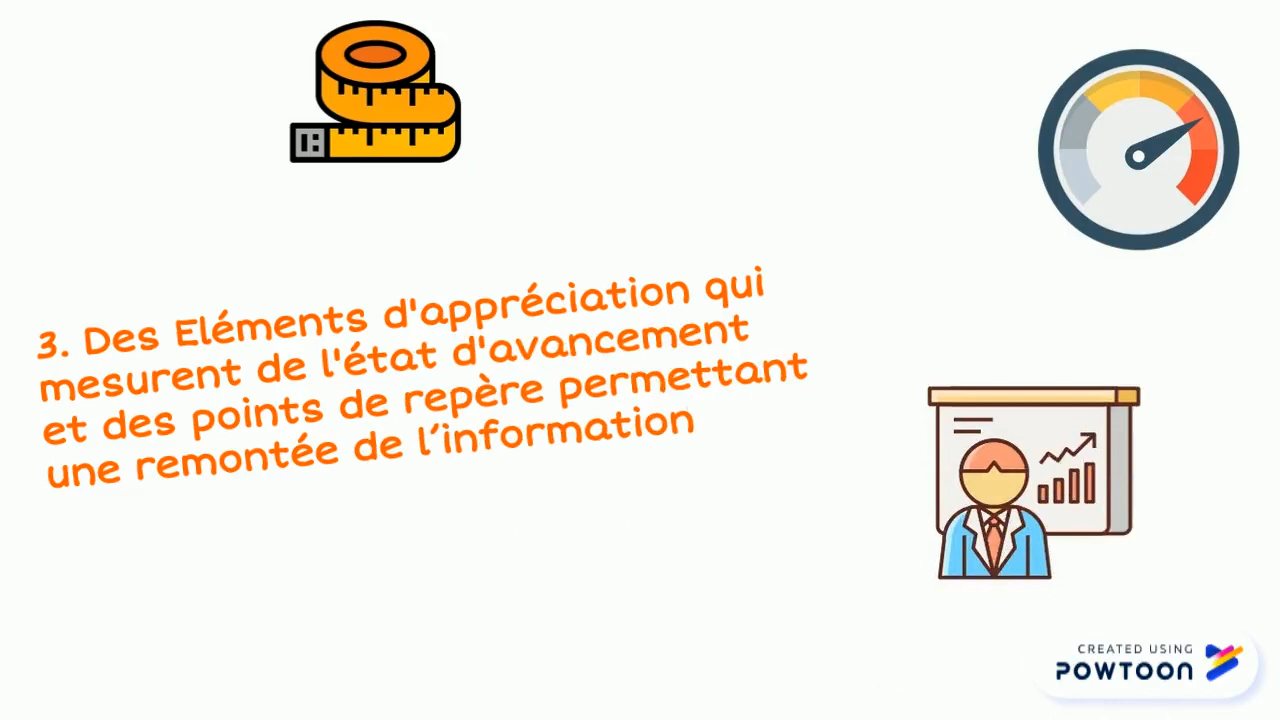 3. Des Eléments d'appréciation qui
mesurent de l'état d'avancement
et des points de repère permettant
une remontée de l’information
CREATED USING
POWTOON